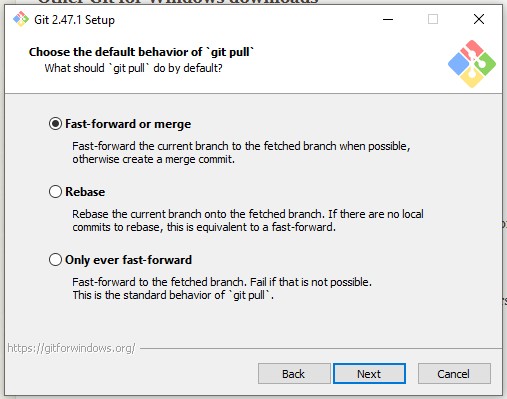 Other Git for Windows downloads
Git 2.47.1 Setup
Choose the default behavior of `git pull`
What should `git pull` do by default?
Fast-forward or merge
Fast-forward the current branch to the fetched branch when possible,
otherwise create a merge commit.
Rebase
Rebase the current branch onto the fetched branch. If there are no local
commits to rebase, this is equivalent to a fast-forward.
Only ever fast-forward
Fast-forward to the fetched branch. Fail if that is not possible.
This is the standard behavior of `git pull`.
https://gitforwindows.org/
Back
Next
Cancel